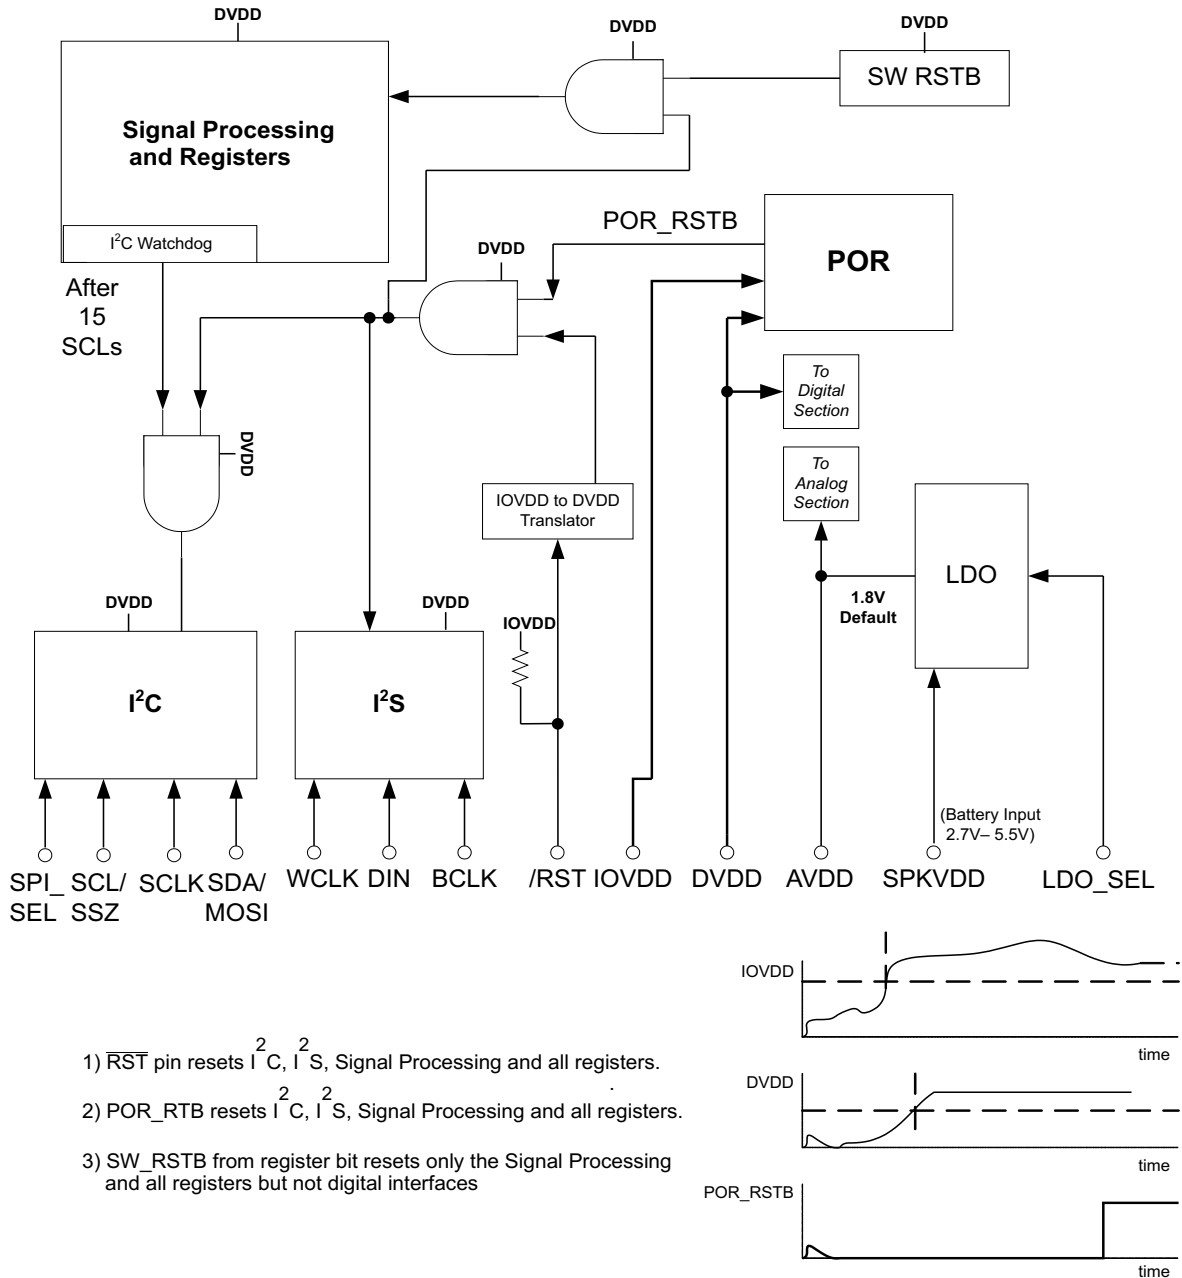 DVDD
DVDD
DVDD
SW RSTB
Signal Processing
and Registers
I²C Watchdog
After
15
SCLs
POR_RSTB
DVDD
POR
To
Digital
Section
DVDD
To
Analog
Section
IOVDD to DVDD
Translator
LDO
1.8V
Default
DVDD
DVDD
IOVDD
I²C
I²S
(Battery Input
2.7V– 5.5V)
SPI_
SEL
SCL/
SSZ
SCLK
SDA/
MOSI
WCLK
DIN
BCLK
/RST
IOVDD
DVDD
AVDD
SPKVDD
LDO_SEL
IOVDD
time
DVDD
time
POR_RSTB
time
1) R̅S̅T̅ pin resets I²C, I²S, Signal Processing and all registers.
.
2) POR_RTB resets I²C, I²S, Signal Processing and all registers.
3) SW_RSTB from register bit resets only the Signal Processing
and all registers but not digital interfaces